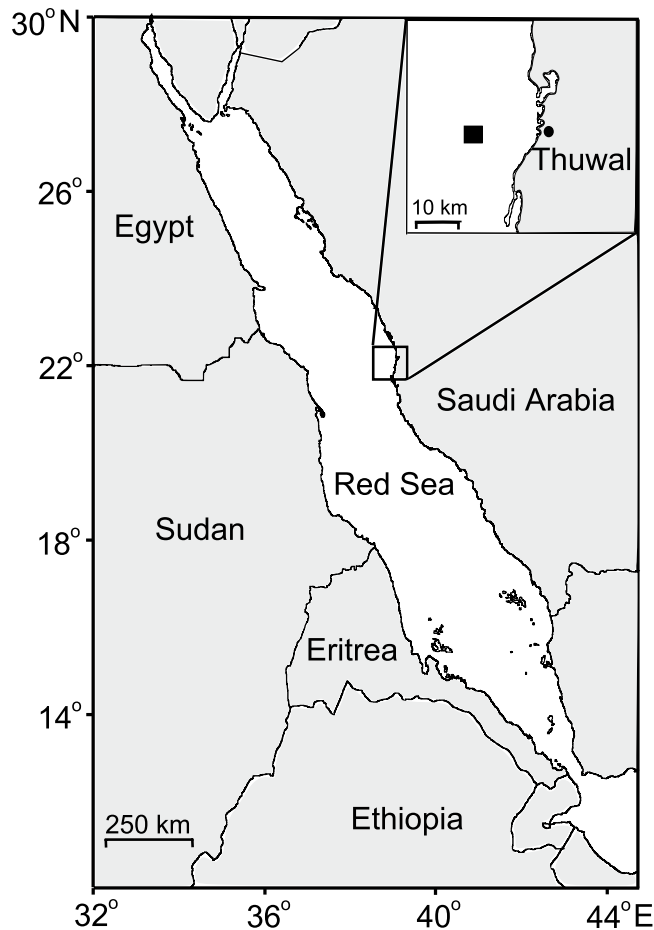 30°N
Thuwal
10 km
26°
Egypt
22°
Saudi Arabia
Red Sea
Sudan
18°
Eritrea
14°
250 km
Ethiopia
32° 36° 40° 44°E